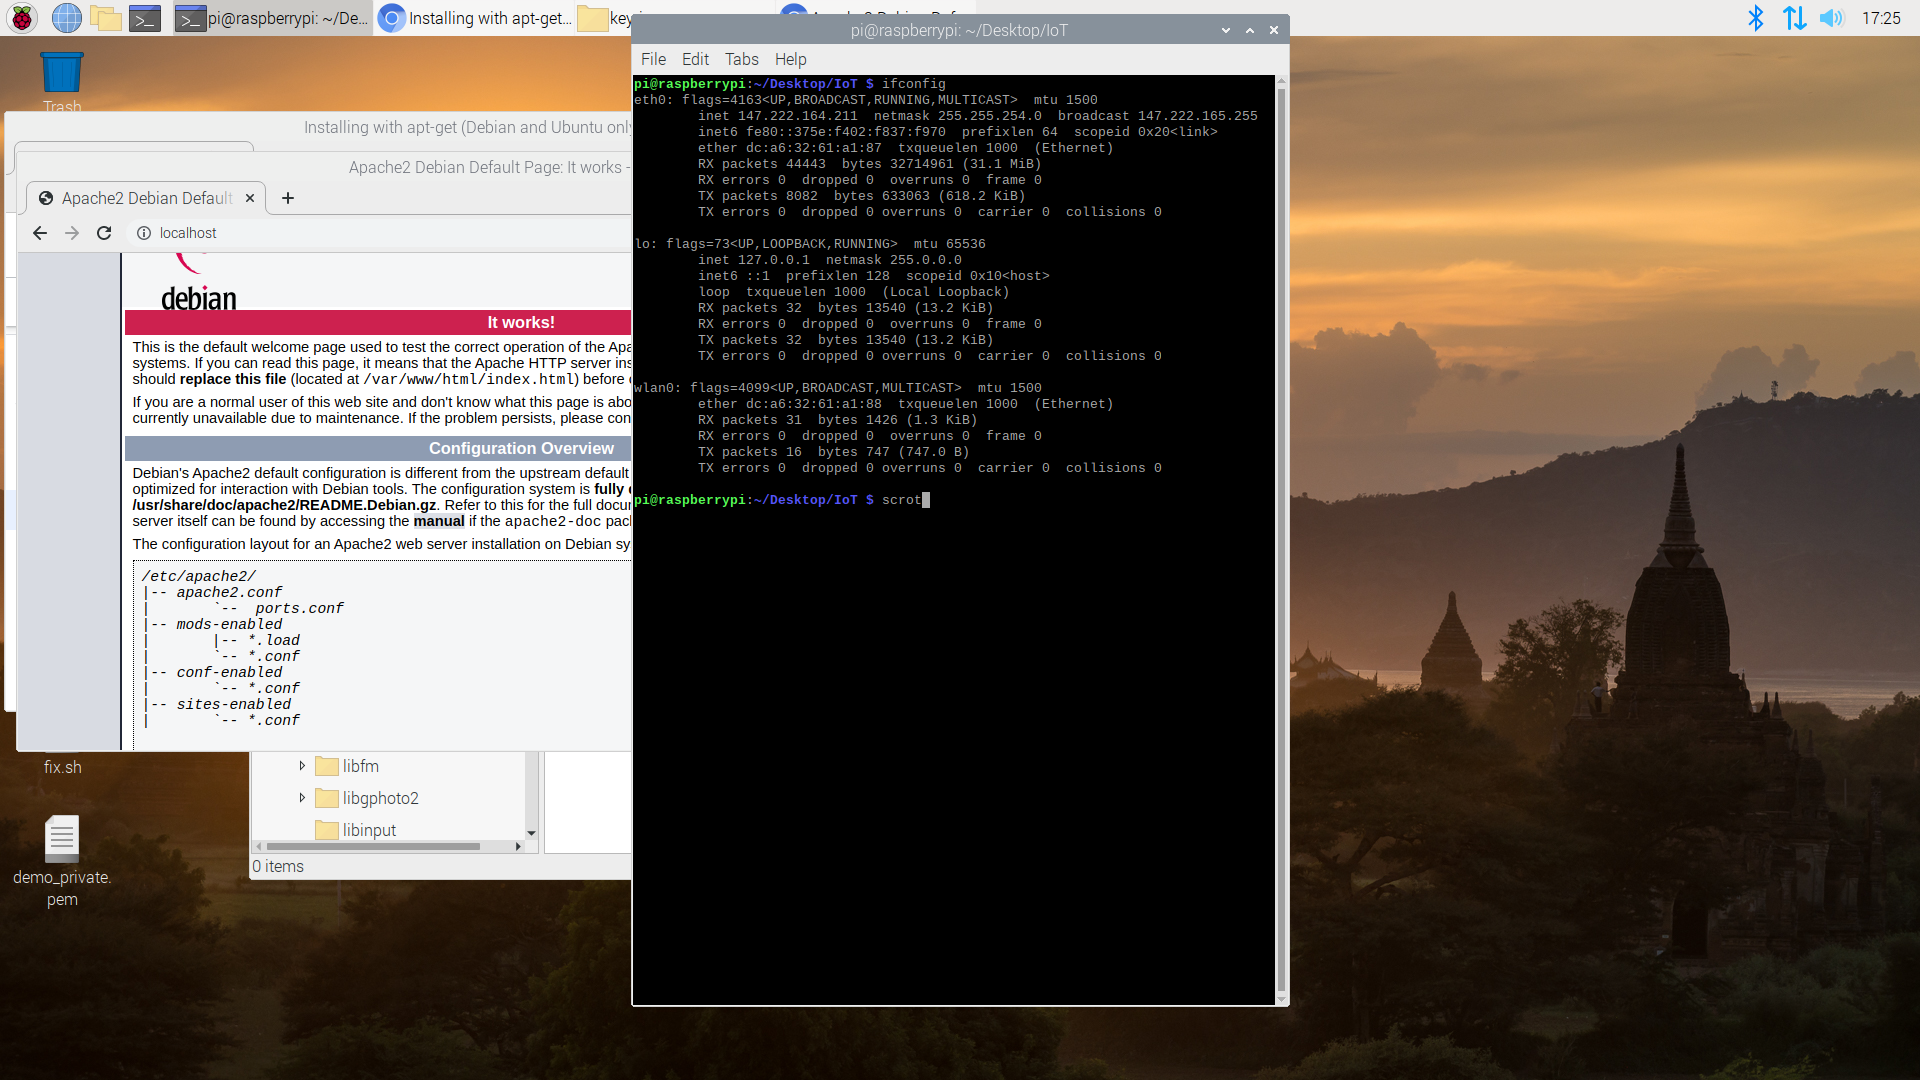 pi@raspberrypi: ~/De...
Installing with apt-get...
17:25
Trash
Installing with apt-get (Debian and Ubuntu only
Apache2 Debian Default Page: It works -
Apache2 Debian Default
localhost
debian
It works!
This is the default welcome page used to test the correct operation of the Apa
systems. If you can read this page, it means that the Apache HTTP server ins
should replace this file (located at /var/www/html/index.html) before
If you are a normal user of this web site and don't know what this page is abo
currently unavailable due to maintenance. If the problem persists, please con
Configuration Overview
Debian's Apache2 default configuration is different from the upstream default
optimized for interaction with Debian tools. The configuration system is fully
/usr/share/doc/apache2/README.Debian.gz. Refer to this for the full docu
server itself can be found by accessing the manual if the apache2-doc pac
The configuration layout for an Apache2 web server installation on Debian sy
/etc/apache2/
|-- apache2.conf
|       `--  ports.conf
|-- mods-enabled
|       |-- *.load
|       `-- *.conf
|-- conf-enabled
|       `-- *.conf
|-- sites-enabled
|       `-- *.conf
fix.sh
demo_private.
pem
libfm
libgphoto2
libinput
0 items
pi@raspberrypi: ~/Desktop/IoT
File Edit Tabs Help
pi@raspberrypi:~/Desktop/IoT $ ifconfig
eth0: flags=4163<UP,BROADCAST,RUNNING,MULTICAST>  mtu 1500
        inet 147.222.164.211  netmask 255.255.254.0  broadcast 147.222.165.255
        inet6 fe80::375e:f402:f837:f970  prefixlen 64  scopeid 0x20<link>
        ether dc:a6:32:61:a1:87  txqueuelen 1000  (Ethernet)
        RX packets 44443  bytes 32714961 (31.1 MiB)
        RX errors 0  dropped 0  overruns 0  frame 0
        TX packets 8082  bytes 633063 (618.2 KiB)
        TX errors 0  dropped 0 overruns 0  carrier 0  collisions 0
lo: flags=73<UP,LOOPBACK,RUNNING>  mtu 65536
        inet 127.0.0.1  netmask 255.0.0.0
        inet6 ::1  prefixlen 128  scopeid 0x10<host>
        loop  txqueuelen 1000  (Local Loopback)
        RX packets 32  bytes 13540 (13.2 KiB)
        RX errors 0  dropped 0  overruns 0  frame 0
        TX packets 32  bytes 13540 (13.2 KiB)
        TX errors 0  dropped 0 overruns 0  carrier 0  collisions 0
wlan0: flags=4099<UP,BROADCAST,MULTICAST>  mtu 1500
        ether dc:a6:32:61:a1:88  txqueuelen 1000  (Ethernet)
        RX packets 31  bytes 1426 (1.3 KiB)
        RX errors 0  dropped 0  overruns 0  frame 0
        TX packets 16  bytes 747 (747.0 B)
        TX errors 0  dropped 0 overruns 0  carrier 0  collisions 0
pi@raspberrypi:~/Desktop/IoT $ scrot